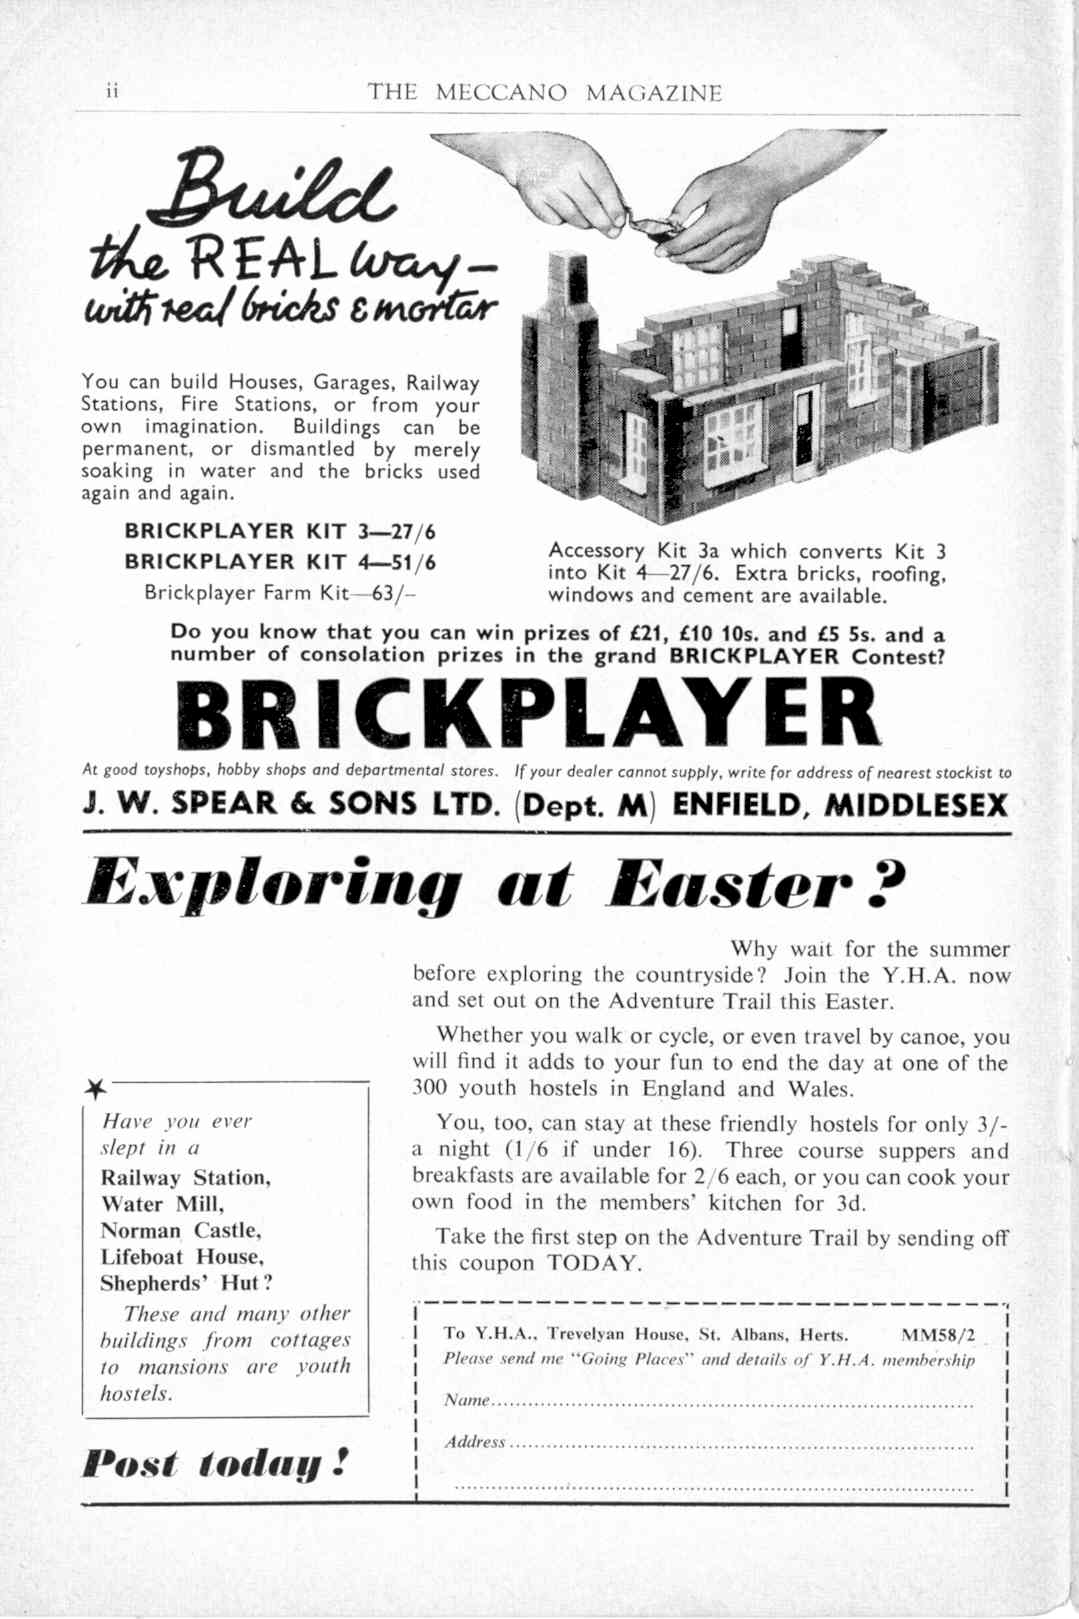 ii
THE MECCANO MAGAZINE
Build
the REAL way—
with real bricks & mortar
You can build Houses, Garages, Railway
Stations, Fire Stations, or from your
own imagination. Buildings can be
permanent, or dismantled by merely
soaking in water and the bricks used
again and again.
BRICKPLAYER KIT 3—27/6
BRICKPLAYER KIT 4—51/6
Brickplayer Farm Kit—63/-
Accessory Kit 3a which converts Kit 3
into Kit 4—27/6. Extra bricks, roofing,
windows and cement are available.
Do you know that you can win prizes of £21, £10 10s. and £5 5s. and a
number of consolation prizes in the grand BRICKPLAYER Contest?
BRICKPLAYER
At good toyshops, hobby shops and departmental stores. If your dealer cannot supply, write for address of nearest stockist to
J. W. SPEAR & SONS LTD. (Dept. M) ENFIELD, MIDDLESEX
Exploring at Easter?
Why wait for the summer
before exploring the countryside? Join the Y.H.A. now
and set out on the Adventure Trail this Easter.
Whether you walk or cycle, or even travel by canoe, you
will find it adds to your fun to end the day at one of the
300 youth hostels in England and Wales.
You, too, can stay at these friendly hostels for only 3/-
a night (1/6 if under 16). Three course suppers and
breakfasts are available for 2/6 each, or you can cook your
own food in the members' kitchen for 3d.
Take the first step on the Adventure Trail by sending off
this coupon TODAY.
Have you ever
slept in a
Railway Station,
Water Mill,
Norman Castle,
Lifeboat House,
Shepherds' Hut?
These and many other
buildings from cottages
to mansions are youth
hostels.
Post today!
To Y.H.A., Trevelyan House, St. Albans, Herts. MM58/2
Please send me "Going Places" and details of Y.H.A. membership
Name
Address